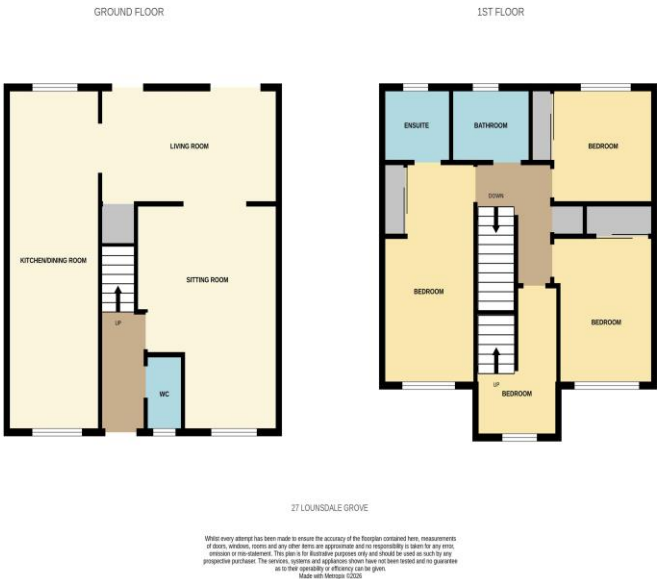 GROUND FLOOR
1ST FLOOR
LIVING ROOM
KITCHEN/DINING ROOM
SITTING ROOM
UP
WC
ENSUITE
BATHROOM
BEDROOM
DOWN
BEDROOM
BEDROOM
UP
BEDROOM
27 LOUNSDALE GROVE
Whilst every attempt has been made to ensure the accuracy of the floorplan contained here, measurements
of doors, windows, rooms and any other items are approximate and no responsibility is taken for any error,
omission or mis-statement. This plan is for illustrative purposes only and should be used as such by any
prospective purchaser. The services, systems and appliances shown have not been tested and no guarantee
as to their operability or efficiency can be given.
Made with Metropix ©2026